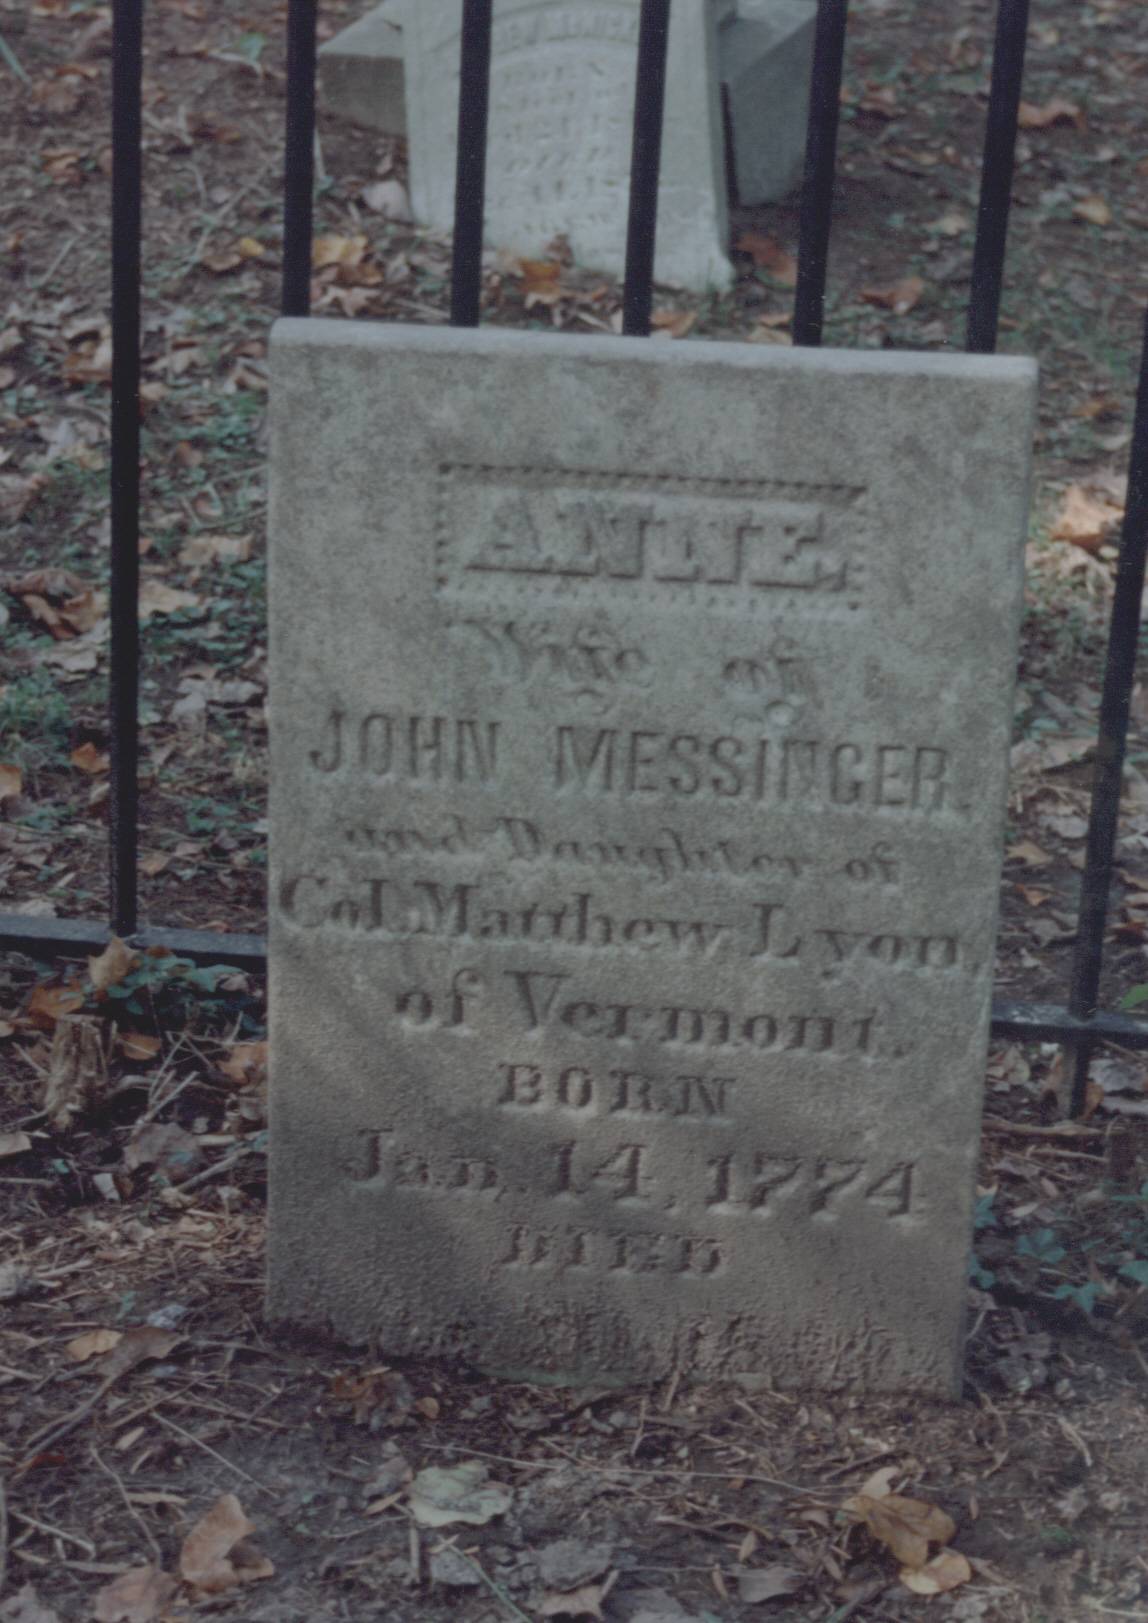 ANNE.
Wife of
JOHN MESSINGER.
and Daughter of
Col. Matthew Lyon,
of Vermont.
BORN
Jan. 14, 1774
DIED